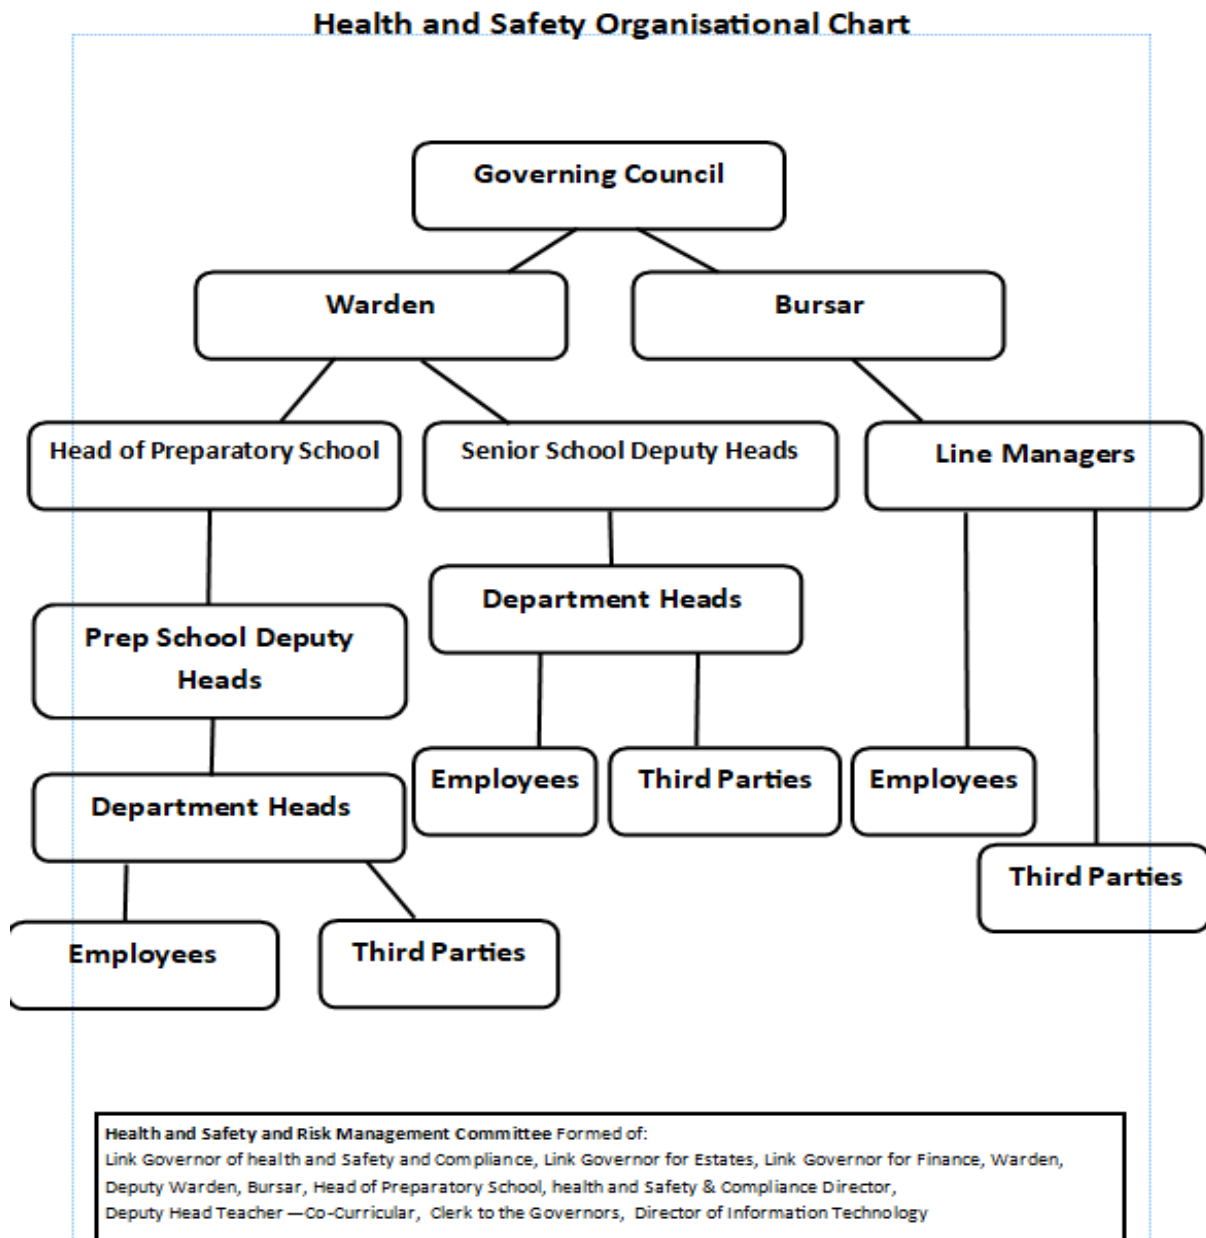 Health and Safety Organisational Chart
Governing Council
Warden
Bursar
Head of Preparatory School
Senior School Deputy Heads
Line Managers
Department Heads
Prep School Deputy
Heads
Employees
Third Parties
Employees
Department Heads
Third Parties
Employees
Third Parties
Health and Safety and Risk Management Committee Formed of:
Link Governor of health and Safety and Compliance, Link Governor for Estates, Link Governor for Finance, Warden,
Deputy Warden, Bursar, Head of Preparatory School, health and Safety & Compliance Director,
Deputy Head Teacher —Co-Curricular, Clerk to the Governors, Director of Information Technology